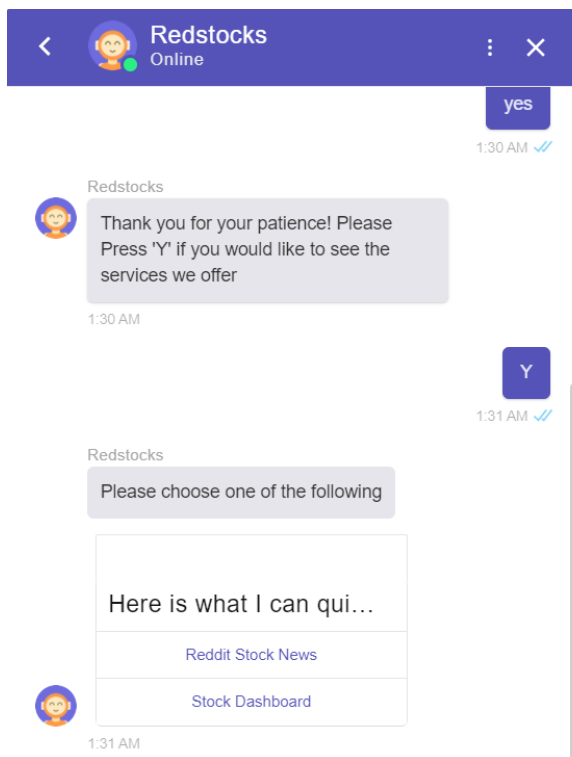 Redstocks
Online
yes
1:30 AM
Redstocks
Thank you for your patience! Please
Press 'Y' if you would like to see the
services we offer
1:30 AM
Y
1:31 AM
Redstocks
Please choose one of the following
Here is what I can qui...
Reddit Stock News
Stock Dashboard
1:31 AM